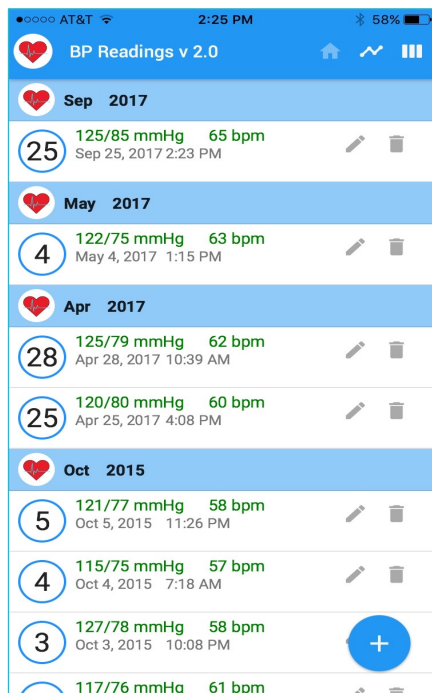 AT&T 2:25 PM 58%
BP Readings v 2.0
Sep 2017
25 125/85 mmHg 65 bpm
Sep 25, 2017 2:23 PM
May 2017
4 122/75 mmHg 63 bpm
May 4, 2017 1:15 PM
Apr 2017
28 125/79 mmHg 62 bpm
Apr 28, 2017 10:39 AM
25 120/80 mmHg 60 bpm
Apr 25, 2017 4:08 PM
Oct 2015
5 121/77 mmHg 58 bpm
Oct 5, 2015 11:26 PM
4 115/75 mmHg 57 bpm
Oct 4, 2015 7:18 AM
3 127/78 mmHg 58 bpm
Oct 3, 2015 10:08 PM
+
117/76 mmHg 61 bpm